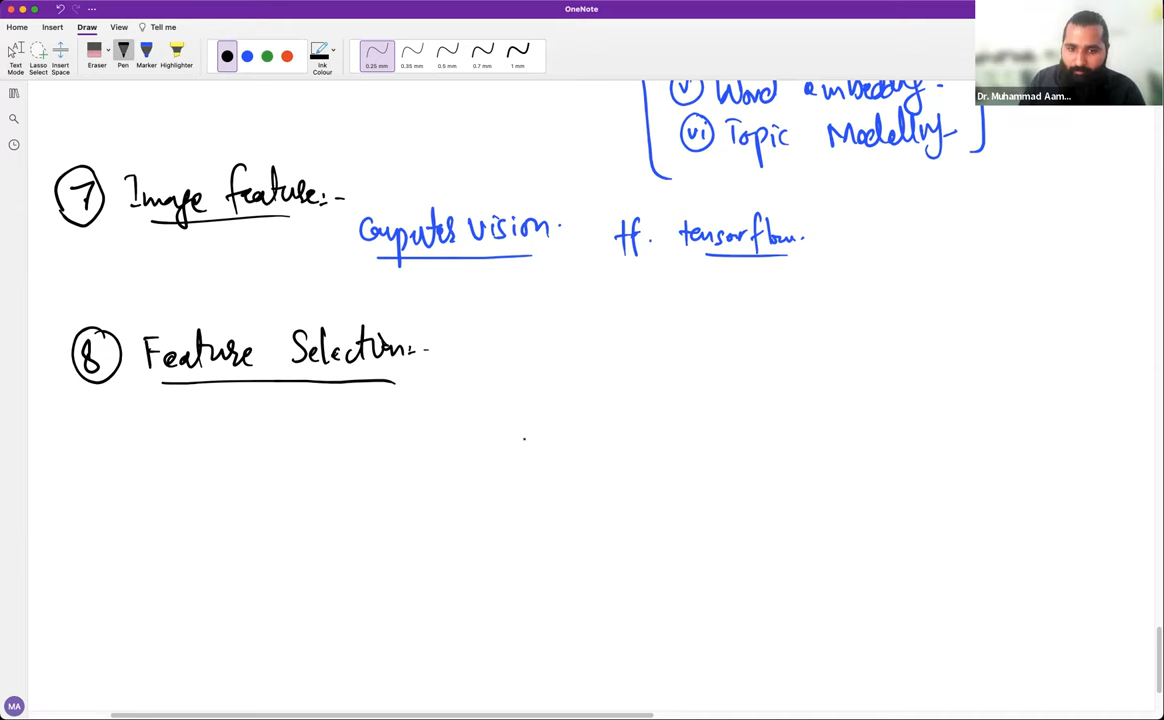 OneNote
Home Insert Draw View Tell me
Text Mode Lasso Select Insert Space Eraser Pen Marker Highlighter Ink Colour 0.25 mm 0.35 mm 0.5 mm 0.7 mm 1 mm
Dr. Muhammad Aam...
v Word embedding.
vi Topic Modelling
7 Image feature:-
Computer vision. tf. tensorflow.
8 Feature Selection:-
MA